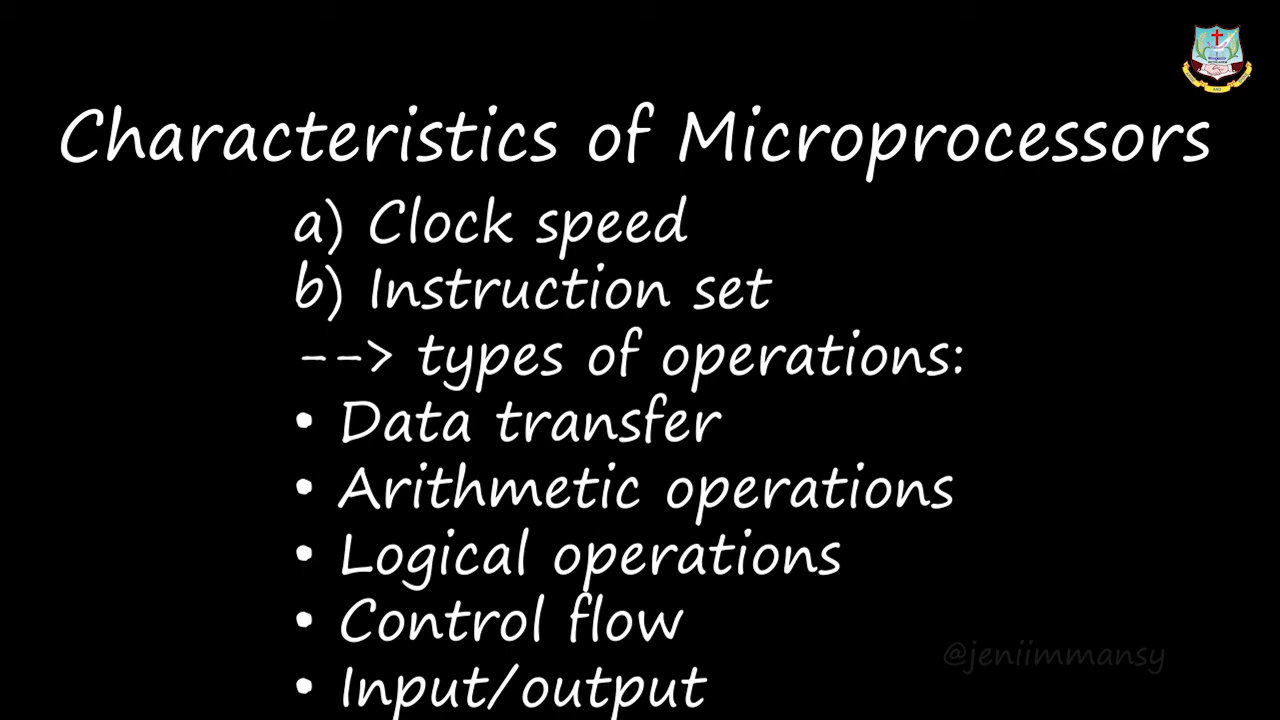 Characteristics of Microprocessors
a) Clock speed
b) Instruction set
--> types of operations:
• Data transfer
• Arithmetic operations
• Logical operations
• Control flow
• Input/output
@jeniimmansy